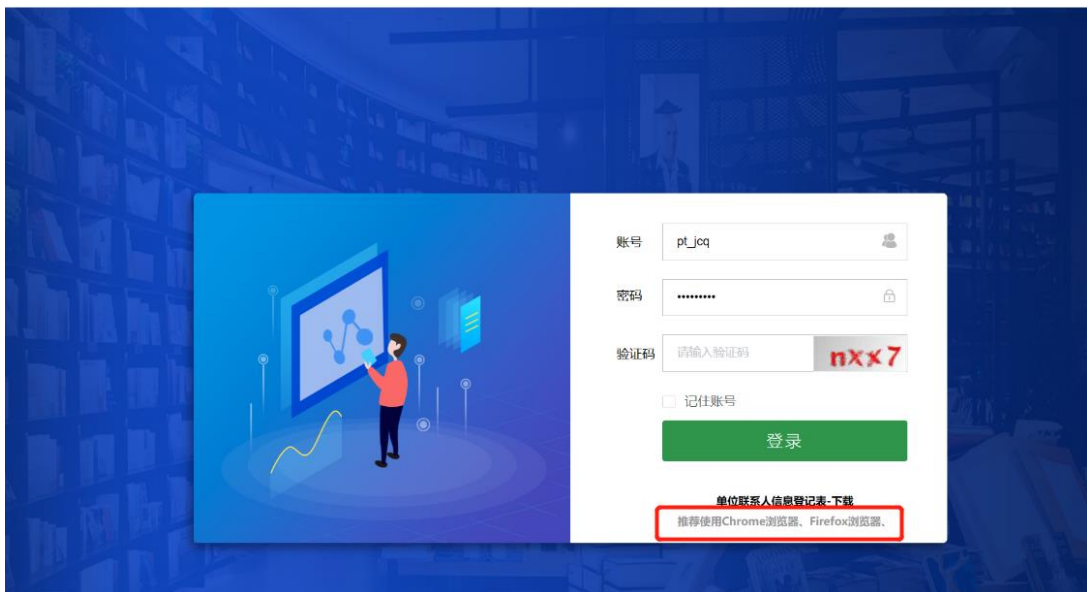 账号 pt_jcq
密码 •••••••••
验证码 请输入验证码 nxx7
记住账号
登录
单位联系人信息登记表-下载
推荐使用Chrome浏览器、Firefox浏览器、